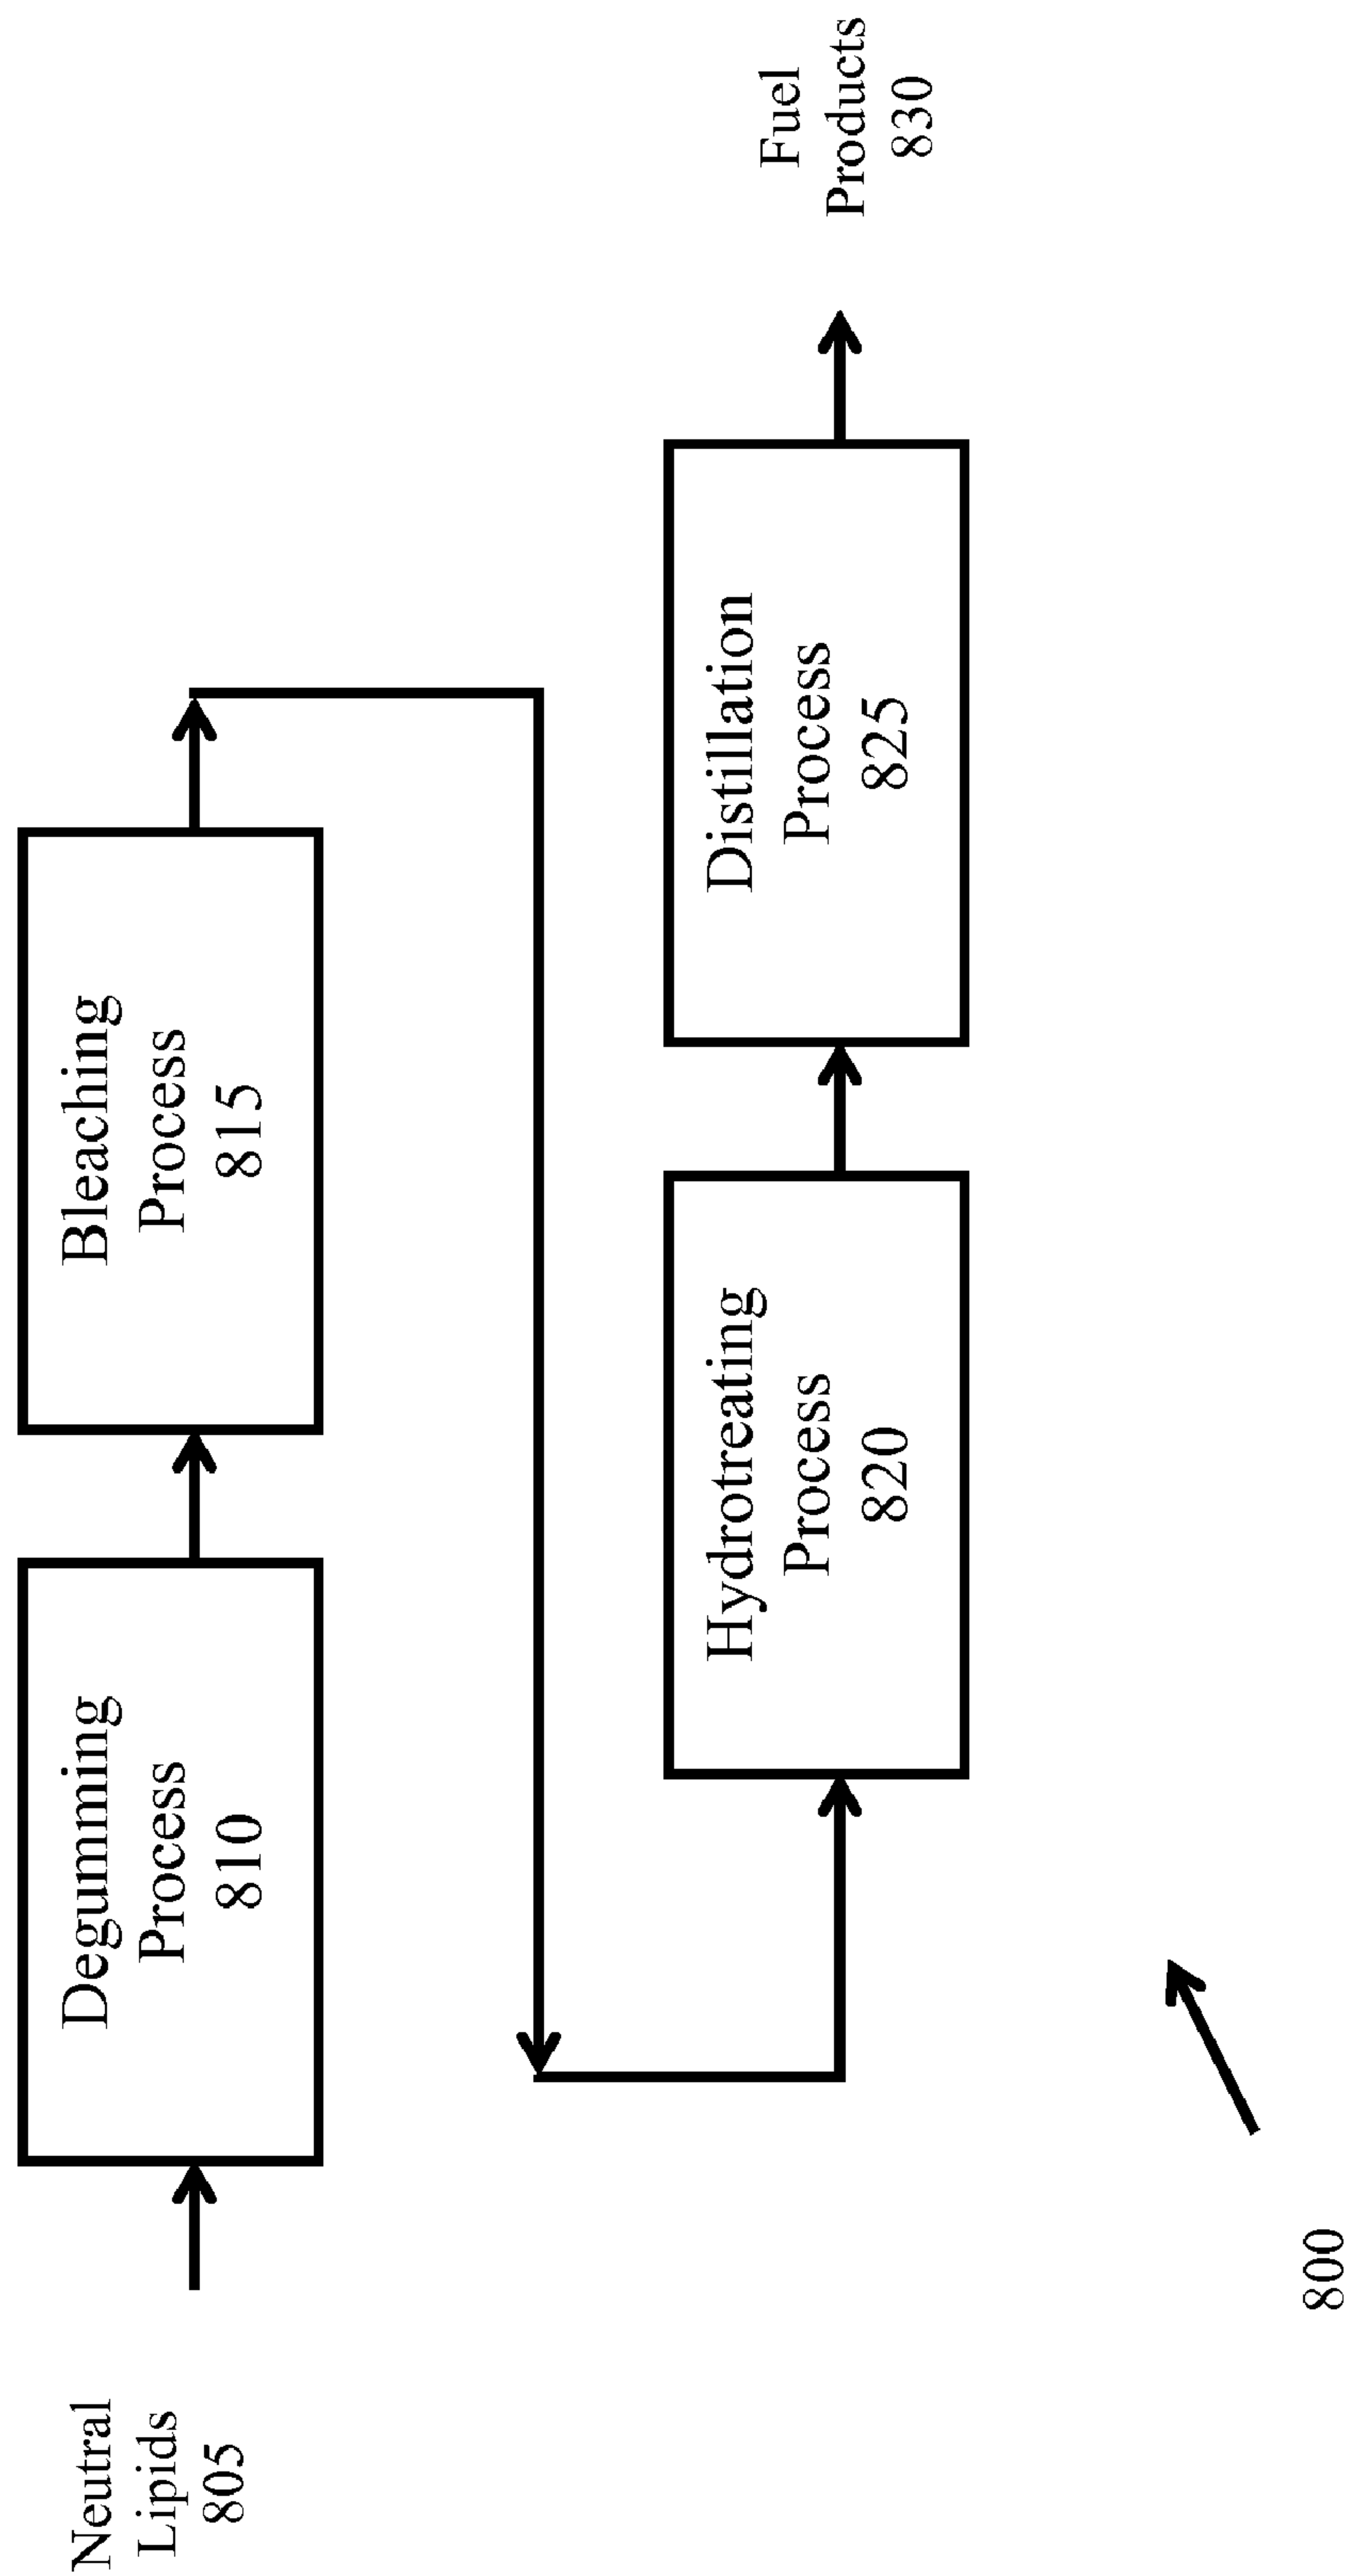 Neutral
Lipids
805
Degumming
Process
810
Bleaching
Process
815
Hydrotreating
Process
820
Distillation
Process
825
Fuel
Products
830
800